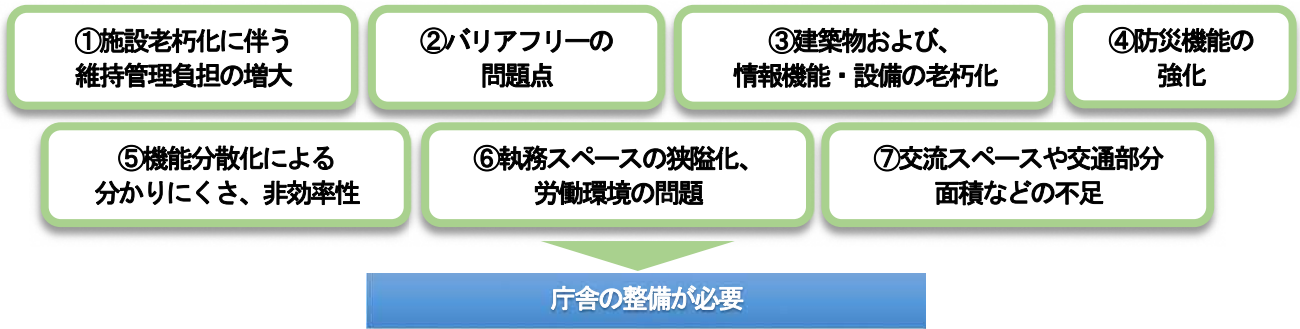 ①施設老朽化に伴う
維持管理負担の増大
②バリアフリーの
問題点
③建築物および、
情報機能・設備の老朽化
④防災機能の
強化
⑤機能分散化による
分かりにくさ、非効率性
⑥執務スペースの狭隘化、
労働環境の問題
⑦交流スペースや交通部分
面積などの不足
庁舎の整備が必要